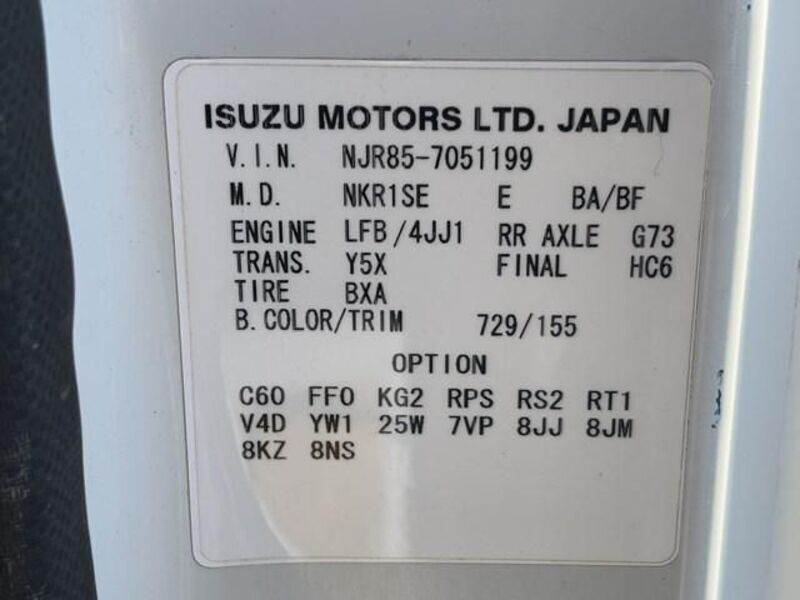 ISUZU MOTORS LTD. JAPAN
V.I.N. NJR85-7051199
M.D. NKR1SE E BA/BF
ENGINE LFB/4JJ1 RR AXLE G73
TRANS. Y5X FINAL HC6
TIRE BXA
B.COLOR/TRIM 729/155
OPTION
C60 FF0 KG2 RPS RS2 RT1
V4D YW1 25W 7VP 8JJ 8JM
8KZ 8NS